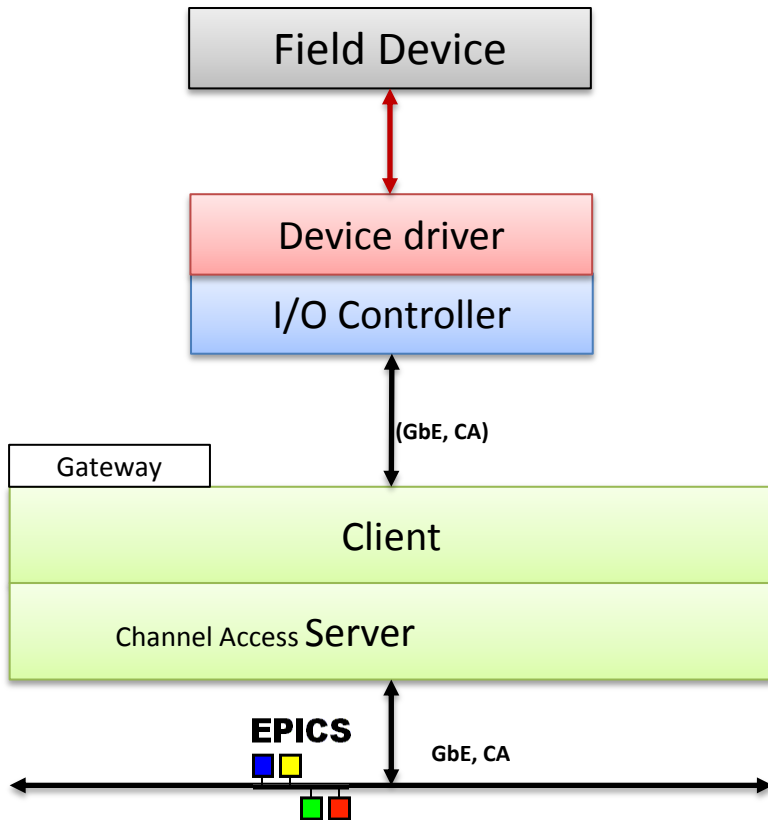 Field Device
Device driver
I/O Controller
(GbE, CA)
Gateway
Client
Channel Access Server
EPICS
GbE, CA